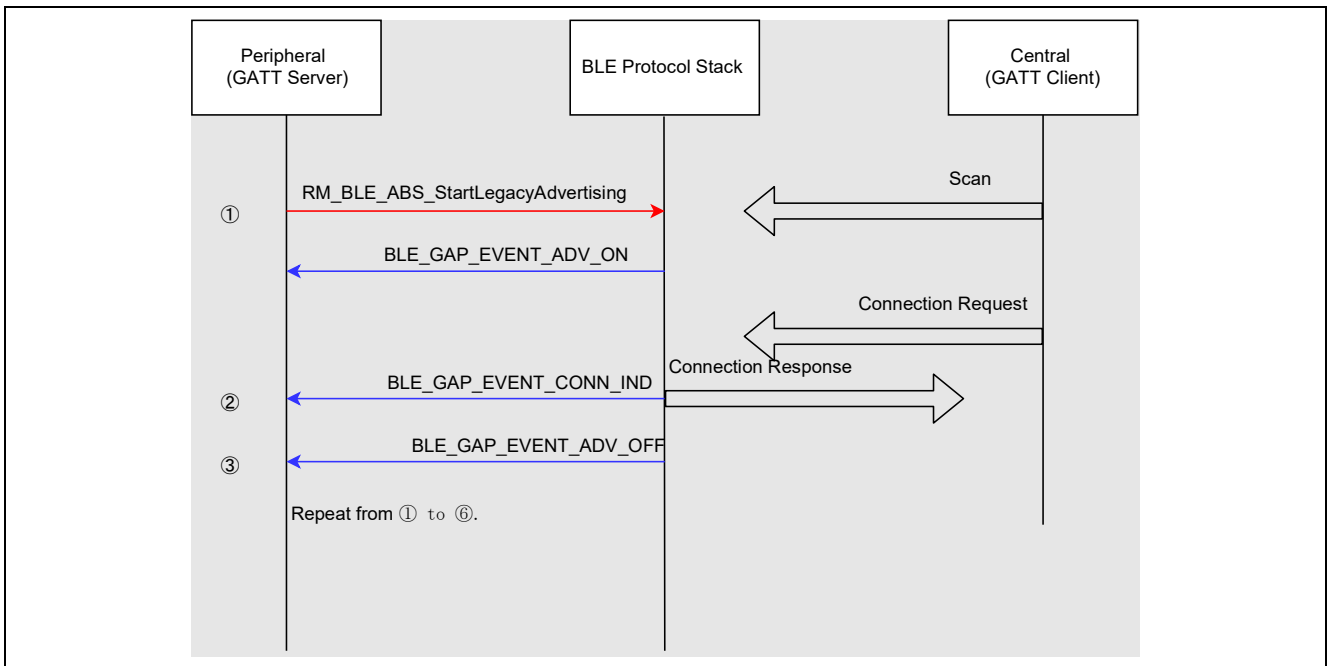 Peripheral
(GATT Server)
BLE Protocol Stack
Central
(GATT Client)
RM_BLE_ABS_StartLegacyAdvertising
Scan
①
BLE_GAP_EVENT_ADV_ON
Connection Request
Connection Response
BLE_GAP_EVENT_CONN_IND
②
BLE_GAP_EVENT_ADV_OFF
③
Repeat from ① to ⑥.